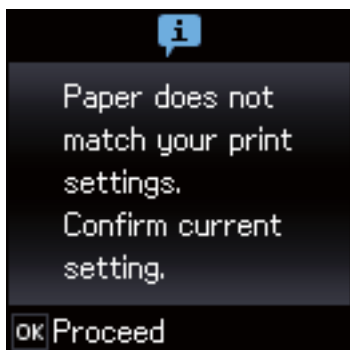 i
Paper does not
match your print
settings.
Confirm current
setting.
OK Proceed